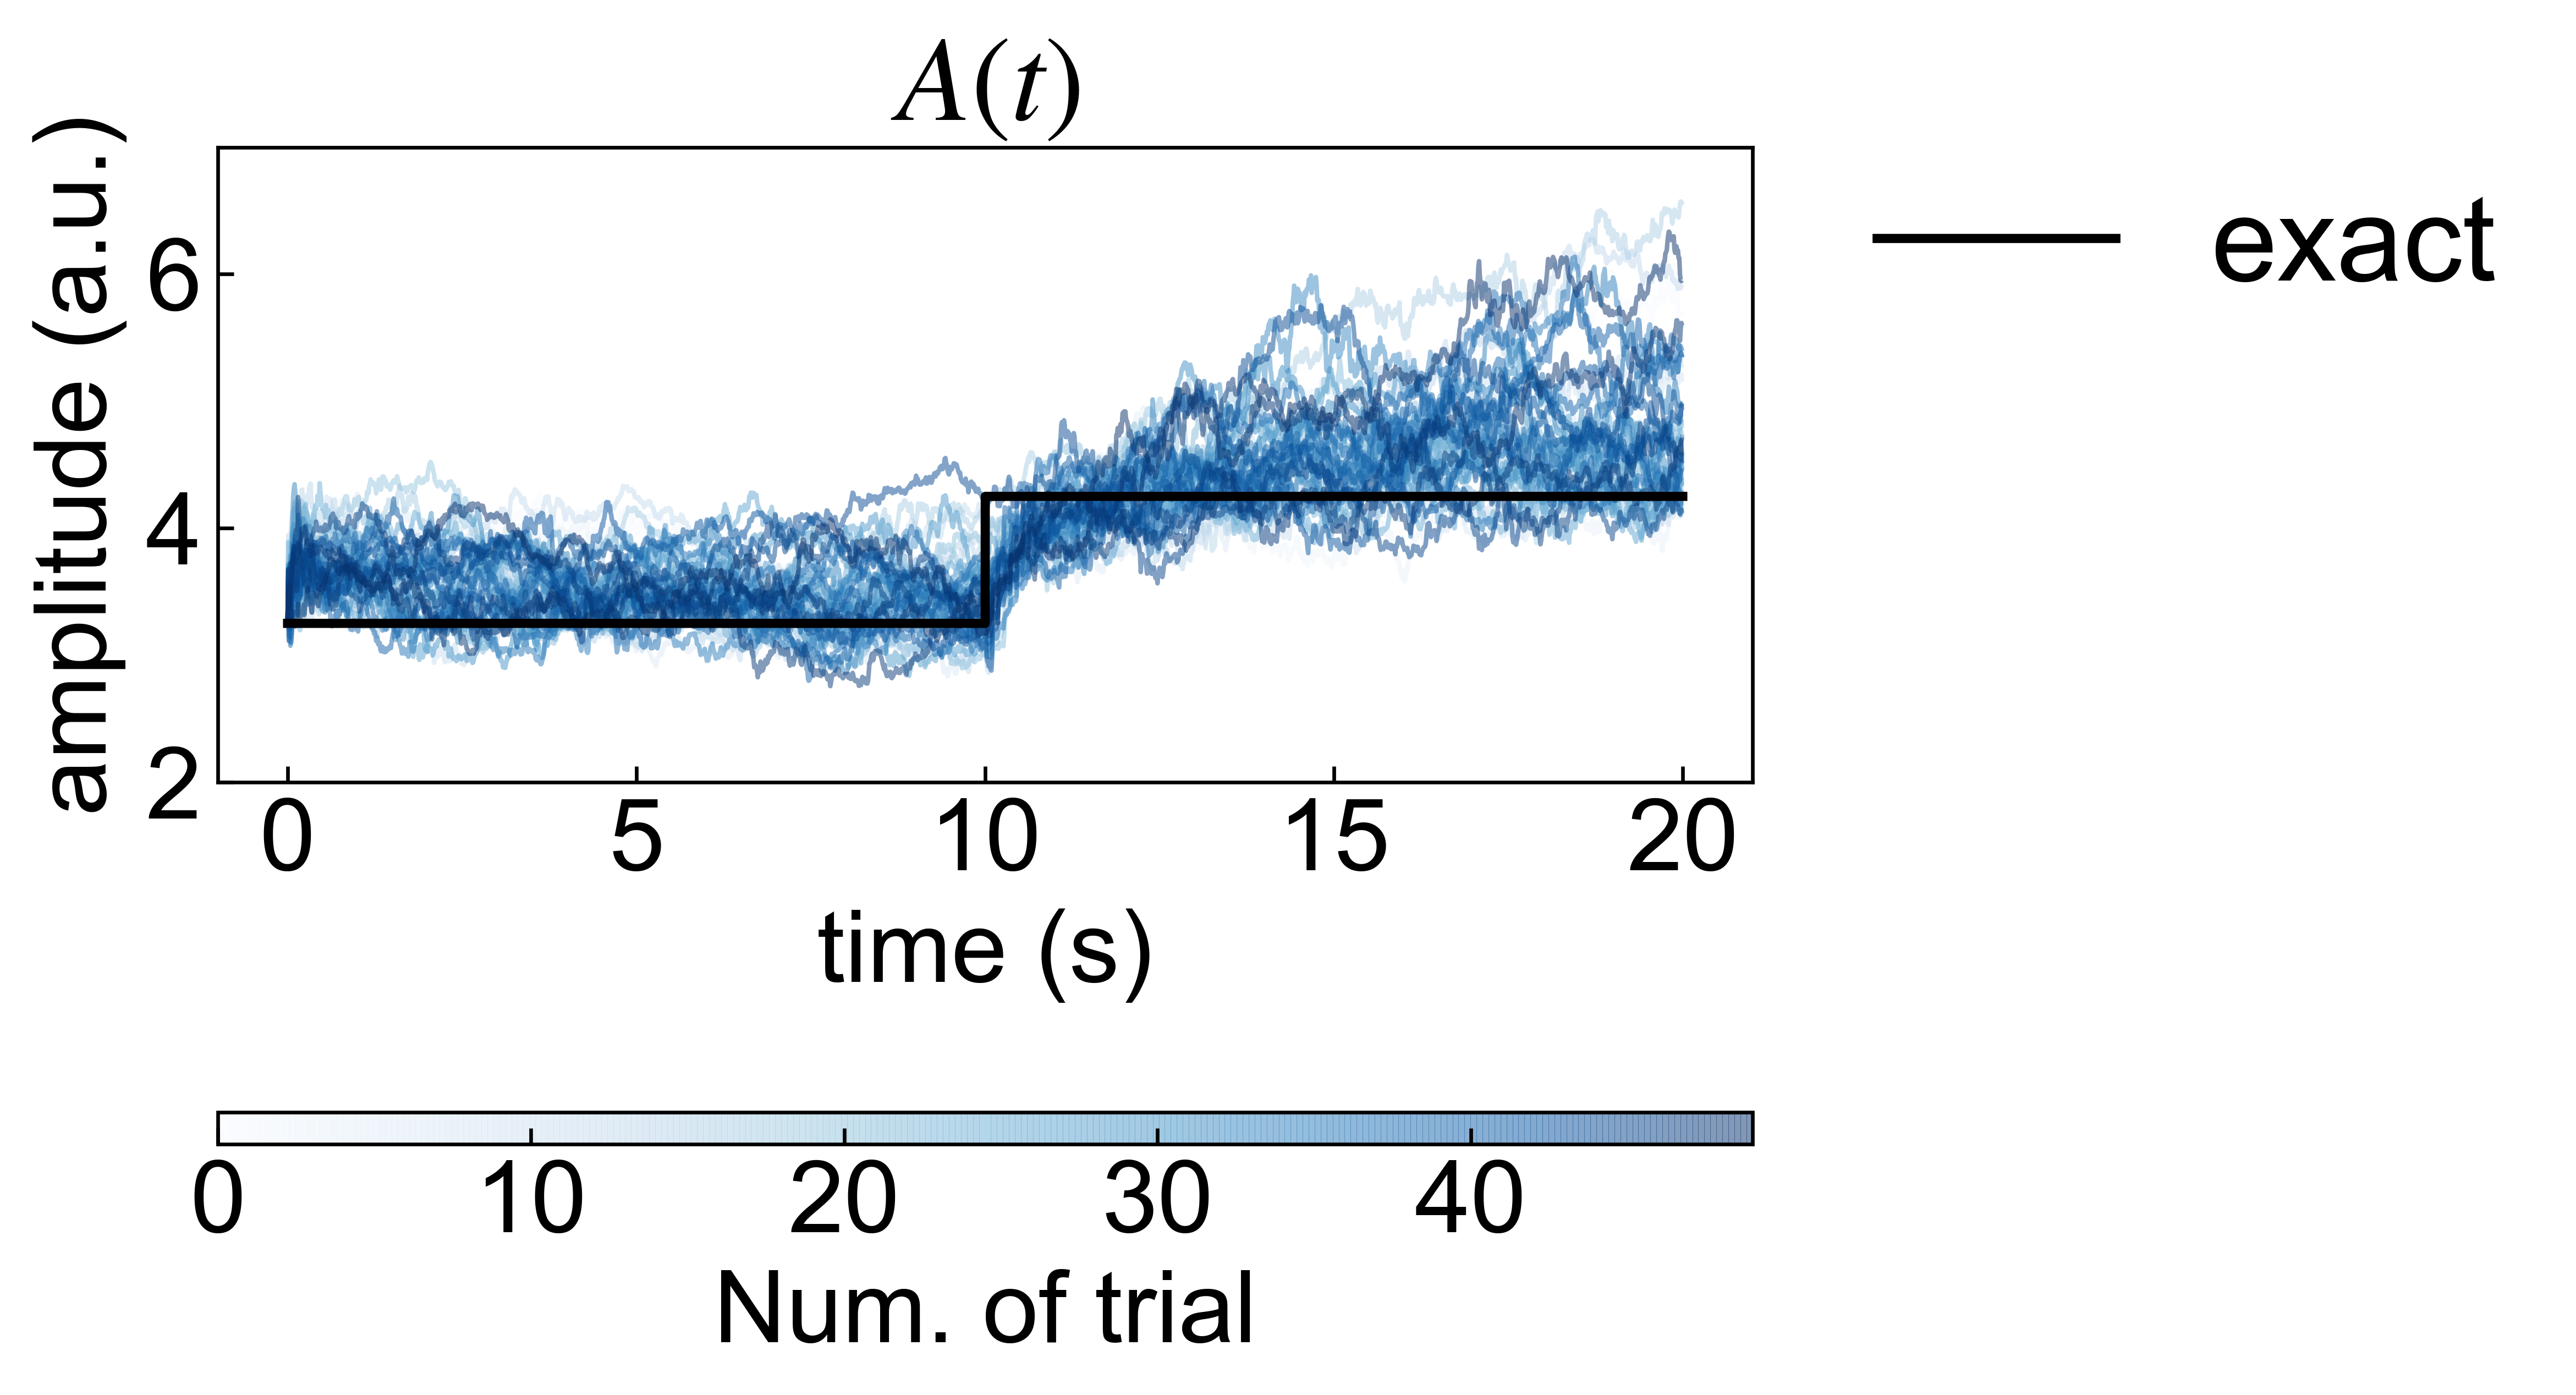 A(t)
exact
amplitude (a.u.)
6
4
2
0 5 10 15 20
time (s)
0 10 20 30 40
Num. of trial